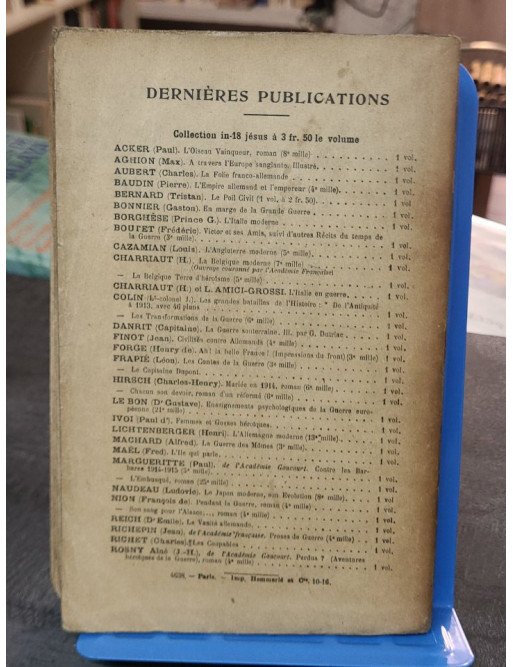 DERNIÈRES PUBLICATIONS
Collection in-18 jésus à 3 fr. 50 le volume
ACKER (Paul). L'Oiseau Vainqueur, roman (8e mille) . . . . 1 vol.
AGHION (Max). A travers l'Europe sanglante. Illustré. . . . . 1 vol.
AUBERT (Charles). La Folie franco-allemande . . . . 1 vol.
BAUDIN (Pierre). L'Empire allemand et l'empereur (4e mille) . . . . 1 vol.
BERNARD (Tristan). Le Poil Civil (1 vol. à 2 fr. 50). . . . . 1 vol.
BONNIER (Gaston). En marge de la Grande Guerre . . . . 1 vol
BORGHÈSE (Prince G.). L'Italie moderne . . . . 1 vol
BOUTET (Frédéric). Victor et ses Amis, suivi d'autres Récits du temps de
la Guerre (3e mille). . . . . 1 vol.
CAZAMIAN (Louis). L'Angleterre moderne (5e mille) . . . . 1 vol.
CHARRIAUT (H.). La Belgique moderne (7e mille) . . . . 1 vol.
(Ouvrage couronné par l'Académie Française)
— La Belgique Terre d'héroïsme (5e mille) . . . . 1 vol.
CHARRIAUT (H.) et L. AMICI-GROSSI. L'Italie en guerre. . . . . 1 vol.
COLIN (Lt-colonel J.). Les grandes batailles de l'Histoire : * De l'Antiquité
à 1913, avec 46 plans . . . . 1 vol.
— Les Transformations de la Guerre (6e mille) . . . . 1 vol.
DANRIT (Capitaine). La Guerre souterraine. Ill. par G. Dutriac . . . . 1 vol.
FINOT (Jean). Civilisés contre Allemands (4e mille) . . . . 1 vol.
FORGE (Henry de). Ah! la belle France! (Impressions du front) (3e mille) 1 vol.
FRAPIÉ (Léon). Les Contes de la Guerre (3e mille) . . . . 1 vol.
— Le Capitaine Dupont. . . . . 1 vol.
HIRSCH (Charles-Henry). Mariée en 1914, roman (6e mille) . . . . 1 vol.
— Chacun son devoir, roman d'un réformé (6e mille) . . . . 1 vol.
LE BON (Dr Gustave). Enseignements psychologiques de la Guerre euro-
péenne (21e mille) . . . . 1 vol.
IVOI (Paul d'). Femmes et Gosses héroïques. . . . . 1 vol.
LICHTENBERGER (Henri). L'Allemagne moderne (13e mille) . . . . 1 vol.
MACHARD (Alfred). La Guerre des Mômes (3e mille) . . . . 1 vol.
MAËL (Fred). L'Ile qui parle. . . . . 1 vol.
MARGUERITTE (Paul), de l'Académie Goncourt. Contre les Bar-
bares 1914-1915 (5e mille). . . . . 1 vol.
— L'Embusqué, roman (25e mille) . . . . 1 vol.
NAUDEAU (Ludovic). Le Japon moderne, son Évolution (8e mille). . . . . 1 vol.
NION (François de). Pendant la Guerre, roman (4e mille) . . . . 1 vol.
— Son sang pour l'Alsace..., roman (4e mille) . . . . 1 vol.
REICH (Dr Emile). La Vanité allemande. . . . . 1 vol.
RICHEPIN (Jean), de l'Académie française. Proses de Guerre (4e mille) . . . . 1 vol.
RICHET (Charles). Les Coupables . . . . 1 vol.
ROSNY Aîné (J.-H.), de l'Académie Goncourt. Perdus ? (Aventures
héroïques de la Guerre), roman (4e mille) . . . . 1 vol.
4638. — Paris. — Imp. Hemmerlé et Cie. 10-16.